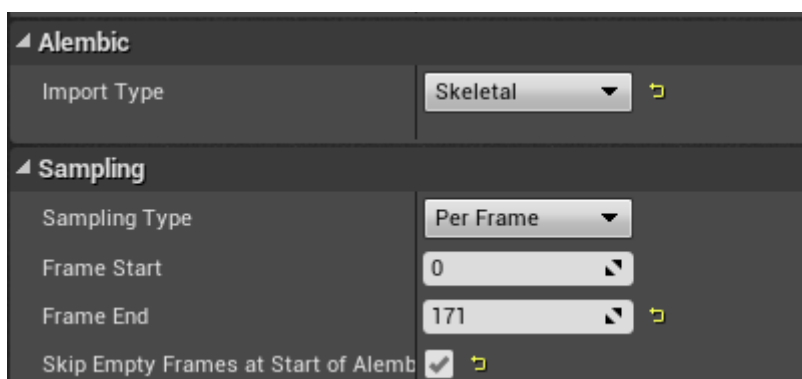 Alembic
Import Type Skeletal
Sampling
Sampling Type Per Frame
Frame Start 0
Frame End 171
Skip Empty Frames at Start of Alemb